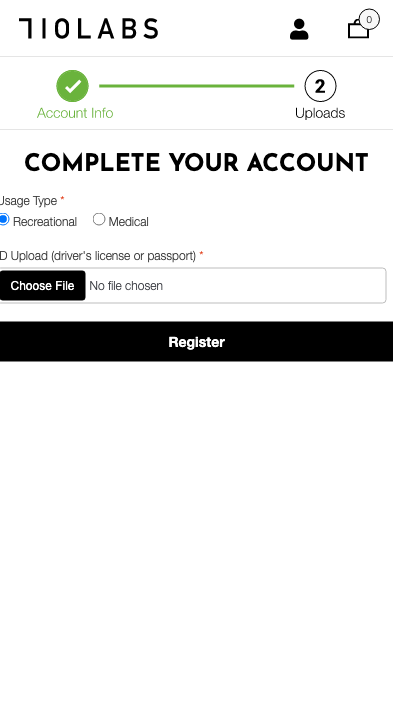 710LABS
0
2
Account Info Uploads
COMPLETE YOUR ACCOUNT
Usage Type *
Recreational Medical
D Upload (driver's license or passport) *
Choose File No file chosen
Register